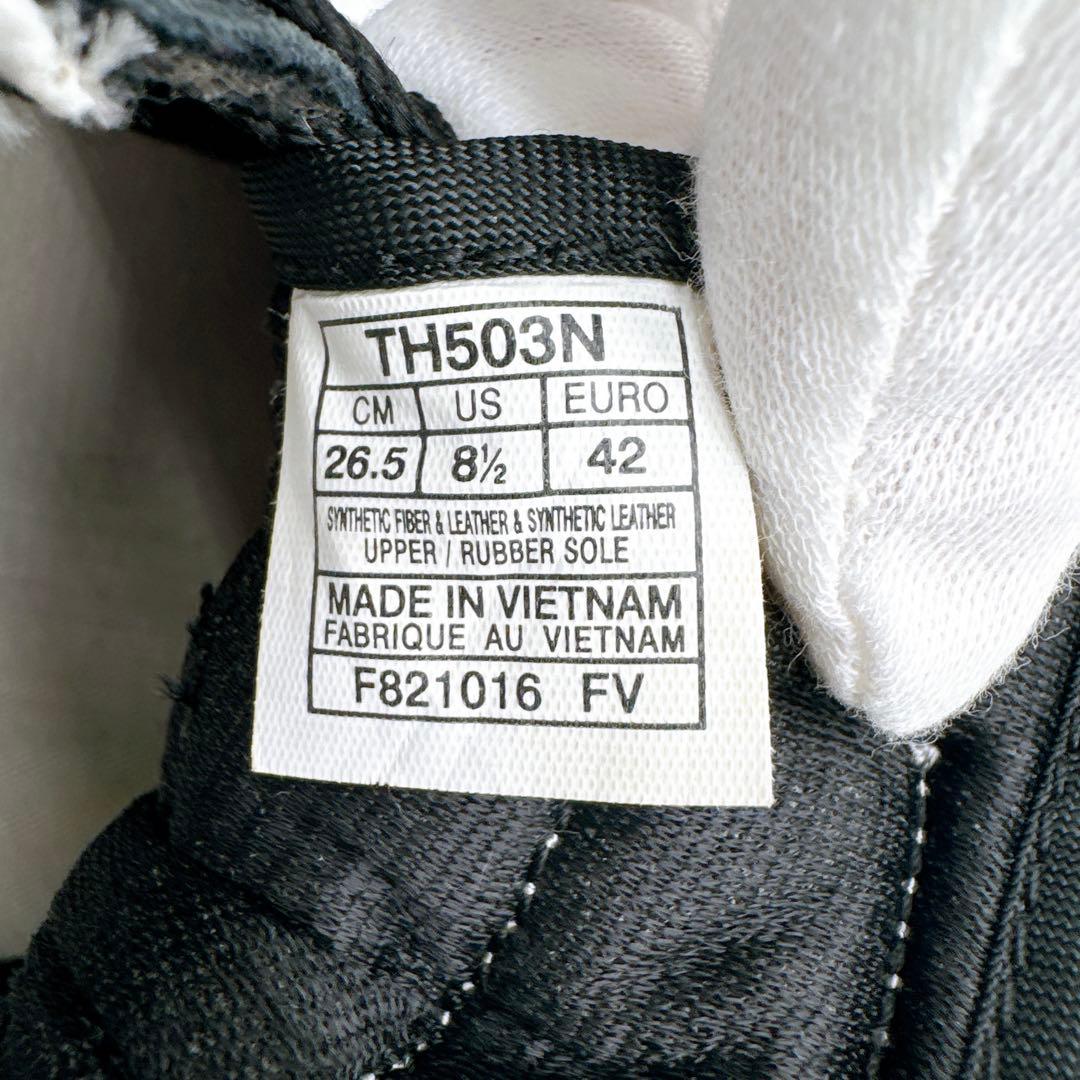 TH503N
CM US EURO
26.5 8½ 42
SYNTHETIC FIBER & LEATHER & SYNTHETIC LEATHER
UPPER / RUBBER SOLE
MADE IN VIETNAM
FABRIQUE AU VIETNAM
F821016 FV